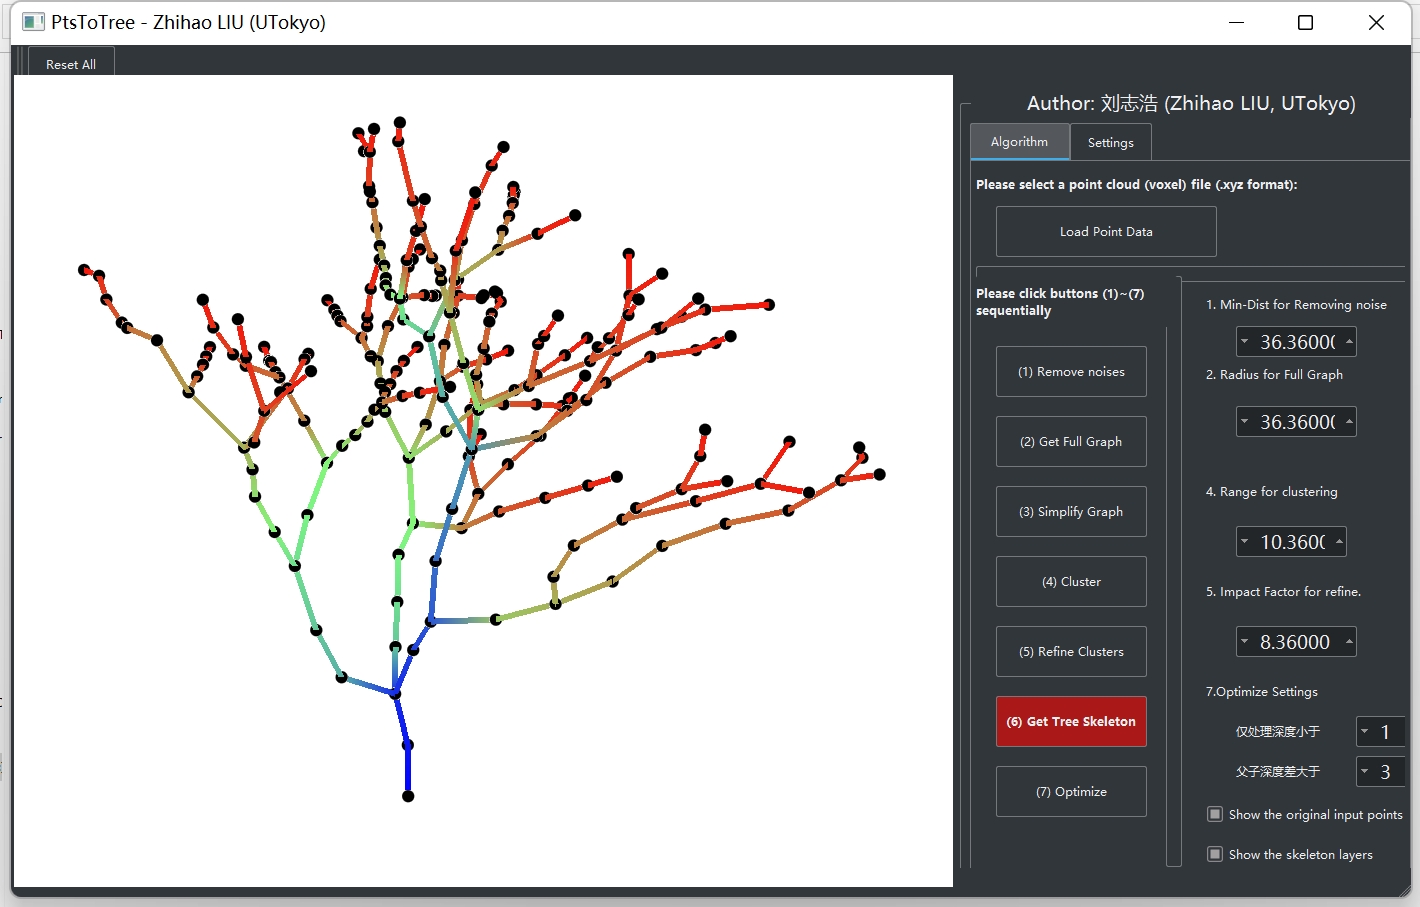 PtsToTree - Zhihao LIU (UTokyo)
Reset All
Author: 刘志浩 (Zhihao LIU, UTokyo)
Algorithm
Settings
Please select a point cloud (voxel) file (.xyz format):
Load Point Data
Please click buttons (1)~(7)
sequentially
(1) Remove noises
(2) Get Full Graph
(3) Simplify Graph
(4) Cluster
(5) Refine Clusters
(6) Get Tree Skeleton
(7) Optimize
1. Min-Dist for Removing noise
36.3600
2. Radius for Full Graph
36.3600
4. Range for clustering
10.360
5. Impact Factor for refine.
8.36000
7.Optimize Settings
仅处理深度小于
1
父子深度差大于
3
Show the original input points
Show the skeleton layers